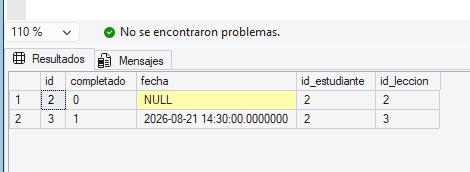 110 %
No se encontraron problemas.
Resultados Mensajes
id completado fecha id_estudiante id_leccion
1 2 0 NULL 2 2
2 3 1 2026-08-21 14:30:00.0000000 2 3